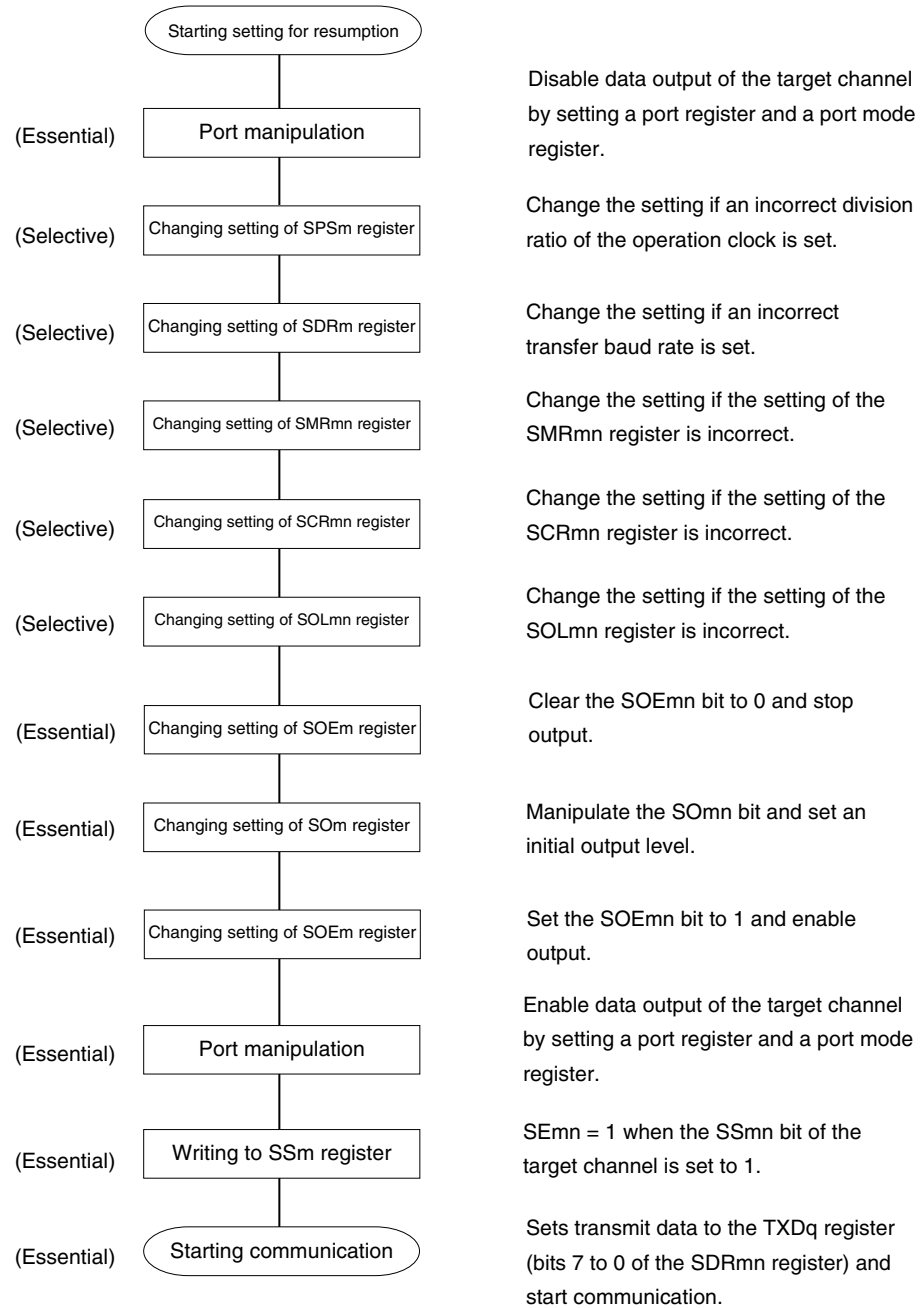 Starting setting for resumption
(Essential)
Port manipulation
Disable data output of the target channel
by setting a port register and a port mode
register.
(Selective)
Changing setting of SPSm register
Change the setting if an incorrect division
ratio of the operation clock is set.
(Selective)
Changing setting of SDRm register
Change the setting if an incorrect
transfer baud rate is set.
(Selective)
Changing setting of SMRmn register
Change the setting if the setting of the
SMRmn register is incorrect.
(Selective)
Changing setting of SCRmn register
Change the setting if the setting of the
SCRmn register is incorrect.
(Selective)
Changing setting of SOLmn register
Change the setting if the setting of the
SOLmn register is incorrect.
(Essential)
Changing setting of SOEm register
Clear the SOEmn bit to 0 and stop
output.
(Essential)
Changing setting of SOm register
Manipulate the SOmn bit and set an
initial output level.
(Essential)
Changing setting of SOEm register
Set the SOEmn bit to 1 and enable
output.
(Essential)
Port manipulation
Enable data output of the target channel
by setting a port register and a port mode
register.
(Essential)
Writing to SSm register
SEmn = 1 when the SSmn bit of the
target channel is set to 1.
(Essential)
Starting communication
Sets transmit data to the TXDq register
(bits 7 to 0 of the SDRmn register) and
start communication.